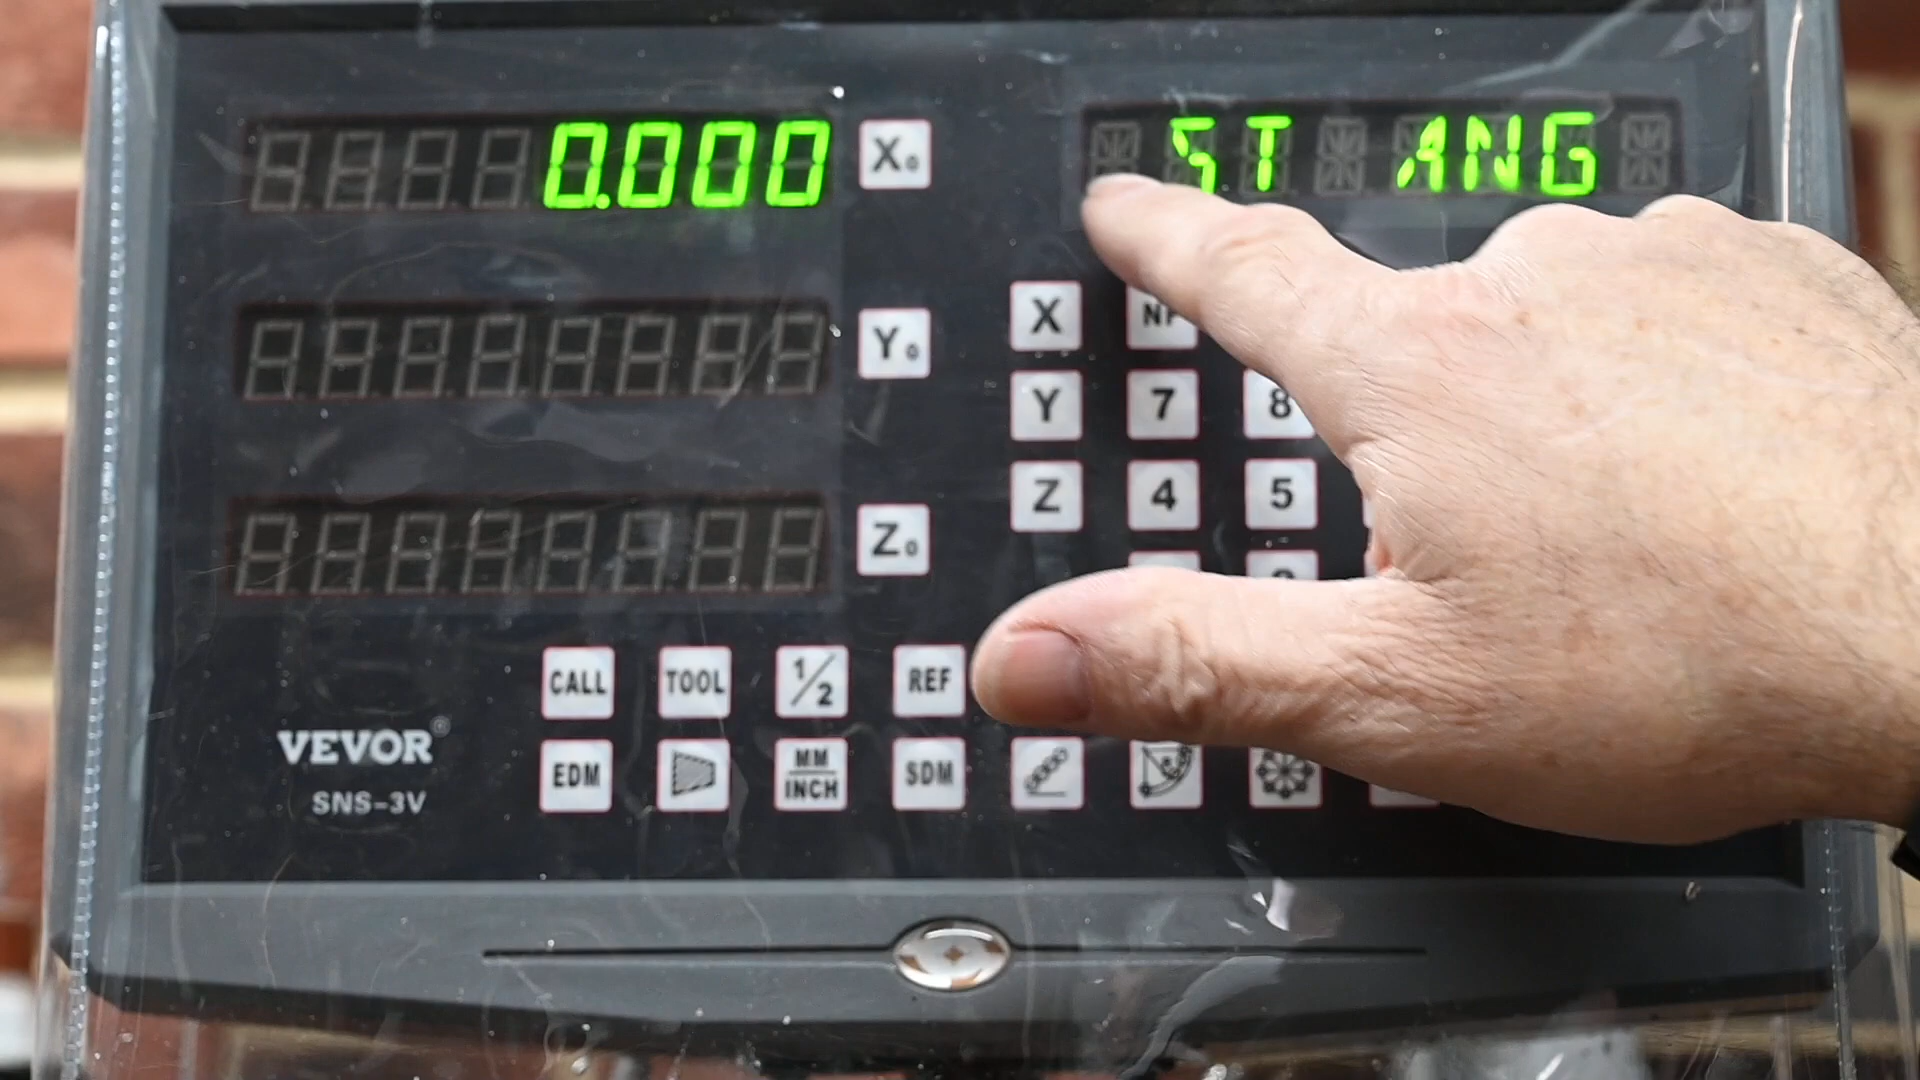 0.000 X₀ ST ANG
Y₀ X
Y 7 8
Z₀ Z 4 5
CALL TOOL 1/2 REF
VEVOR®
EDM MM INCH SDM
SNS-3V